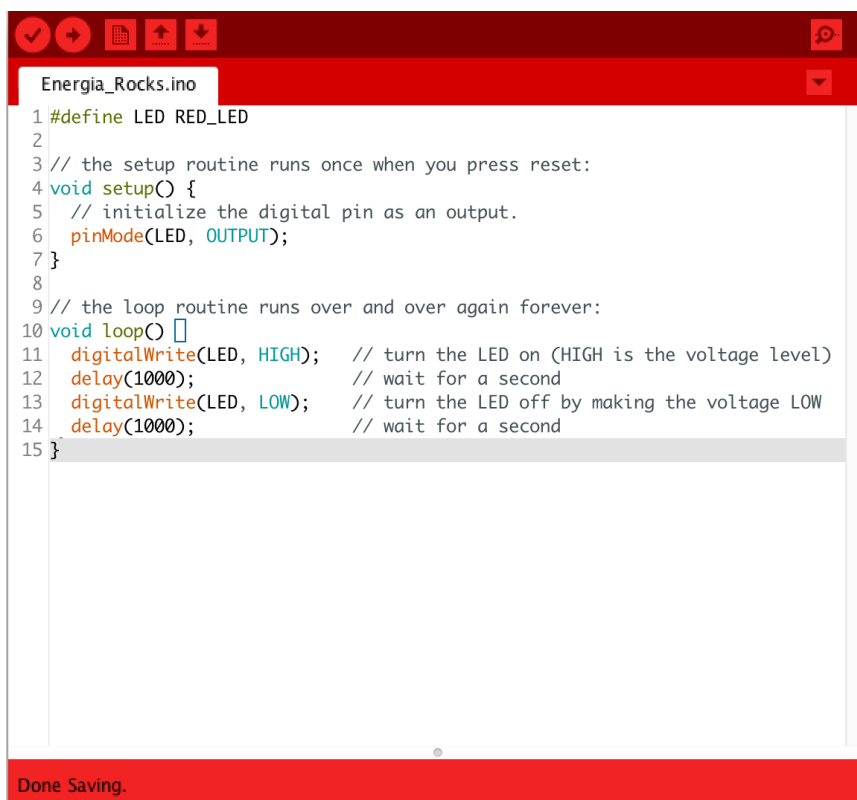 Energia_Rocks.ino
1 #define LED RED_LED
2
3 // the setup routine runs once when you press reset:
4 void setup() {
5   // initialize the digital pin as an output.
6   pinMode(LED, OUTPUT);
7 }
8
9 // the loop routine runs over and over again forever:
10 void loop()
11   digitalWrite(LED, HIGH);   // turn the LED on (HIGH is the voltage level)
12   delay(1000);               // wait for a second
13   digitalWrite(LED, LOW);    // turn the LED off by making the voltage LOW
14   delay(1000);               // wait for a second
15 }
Done Saving.